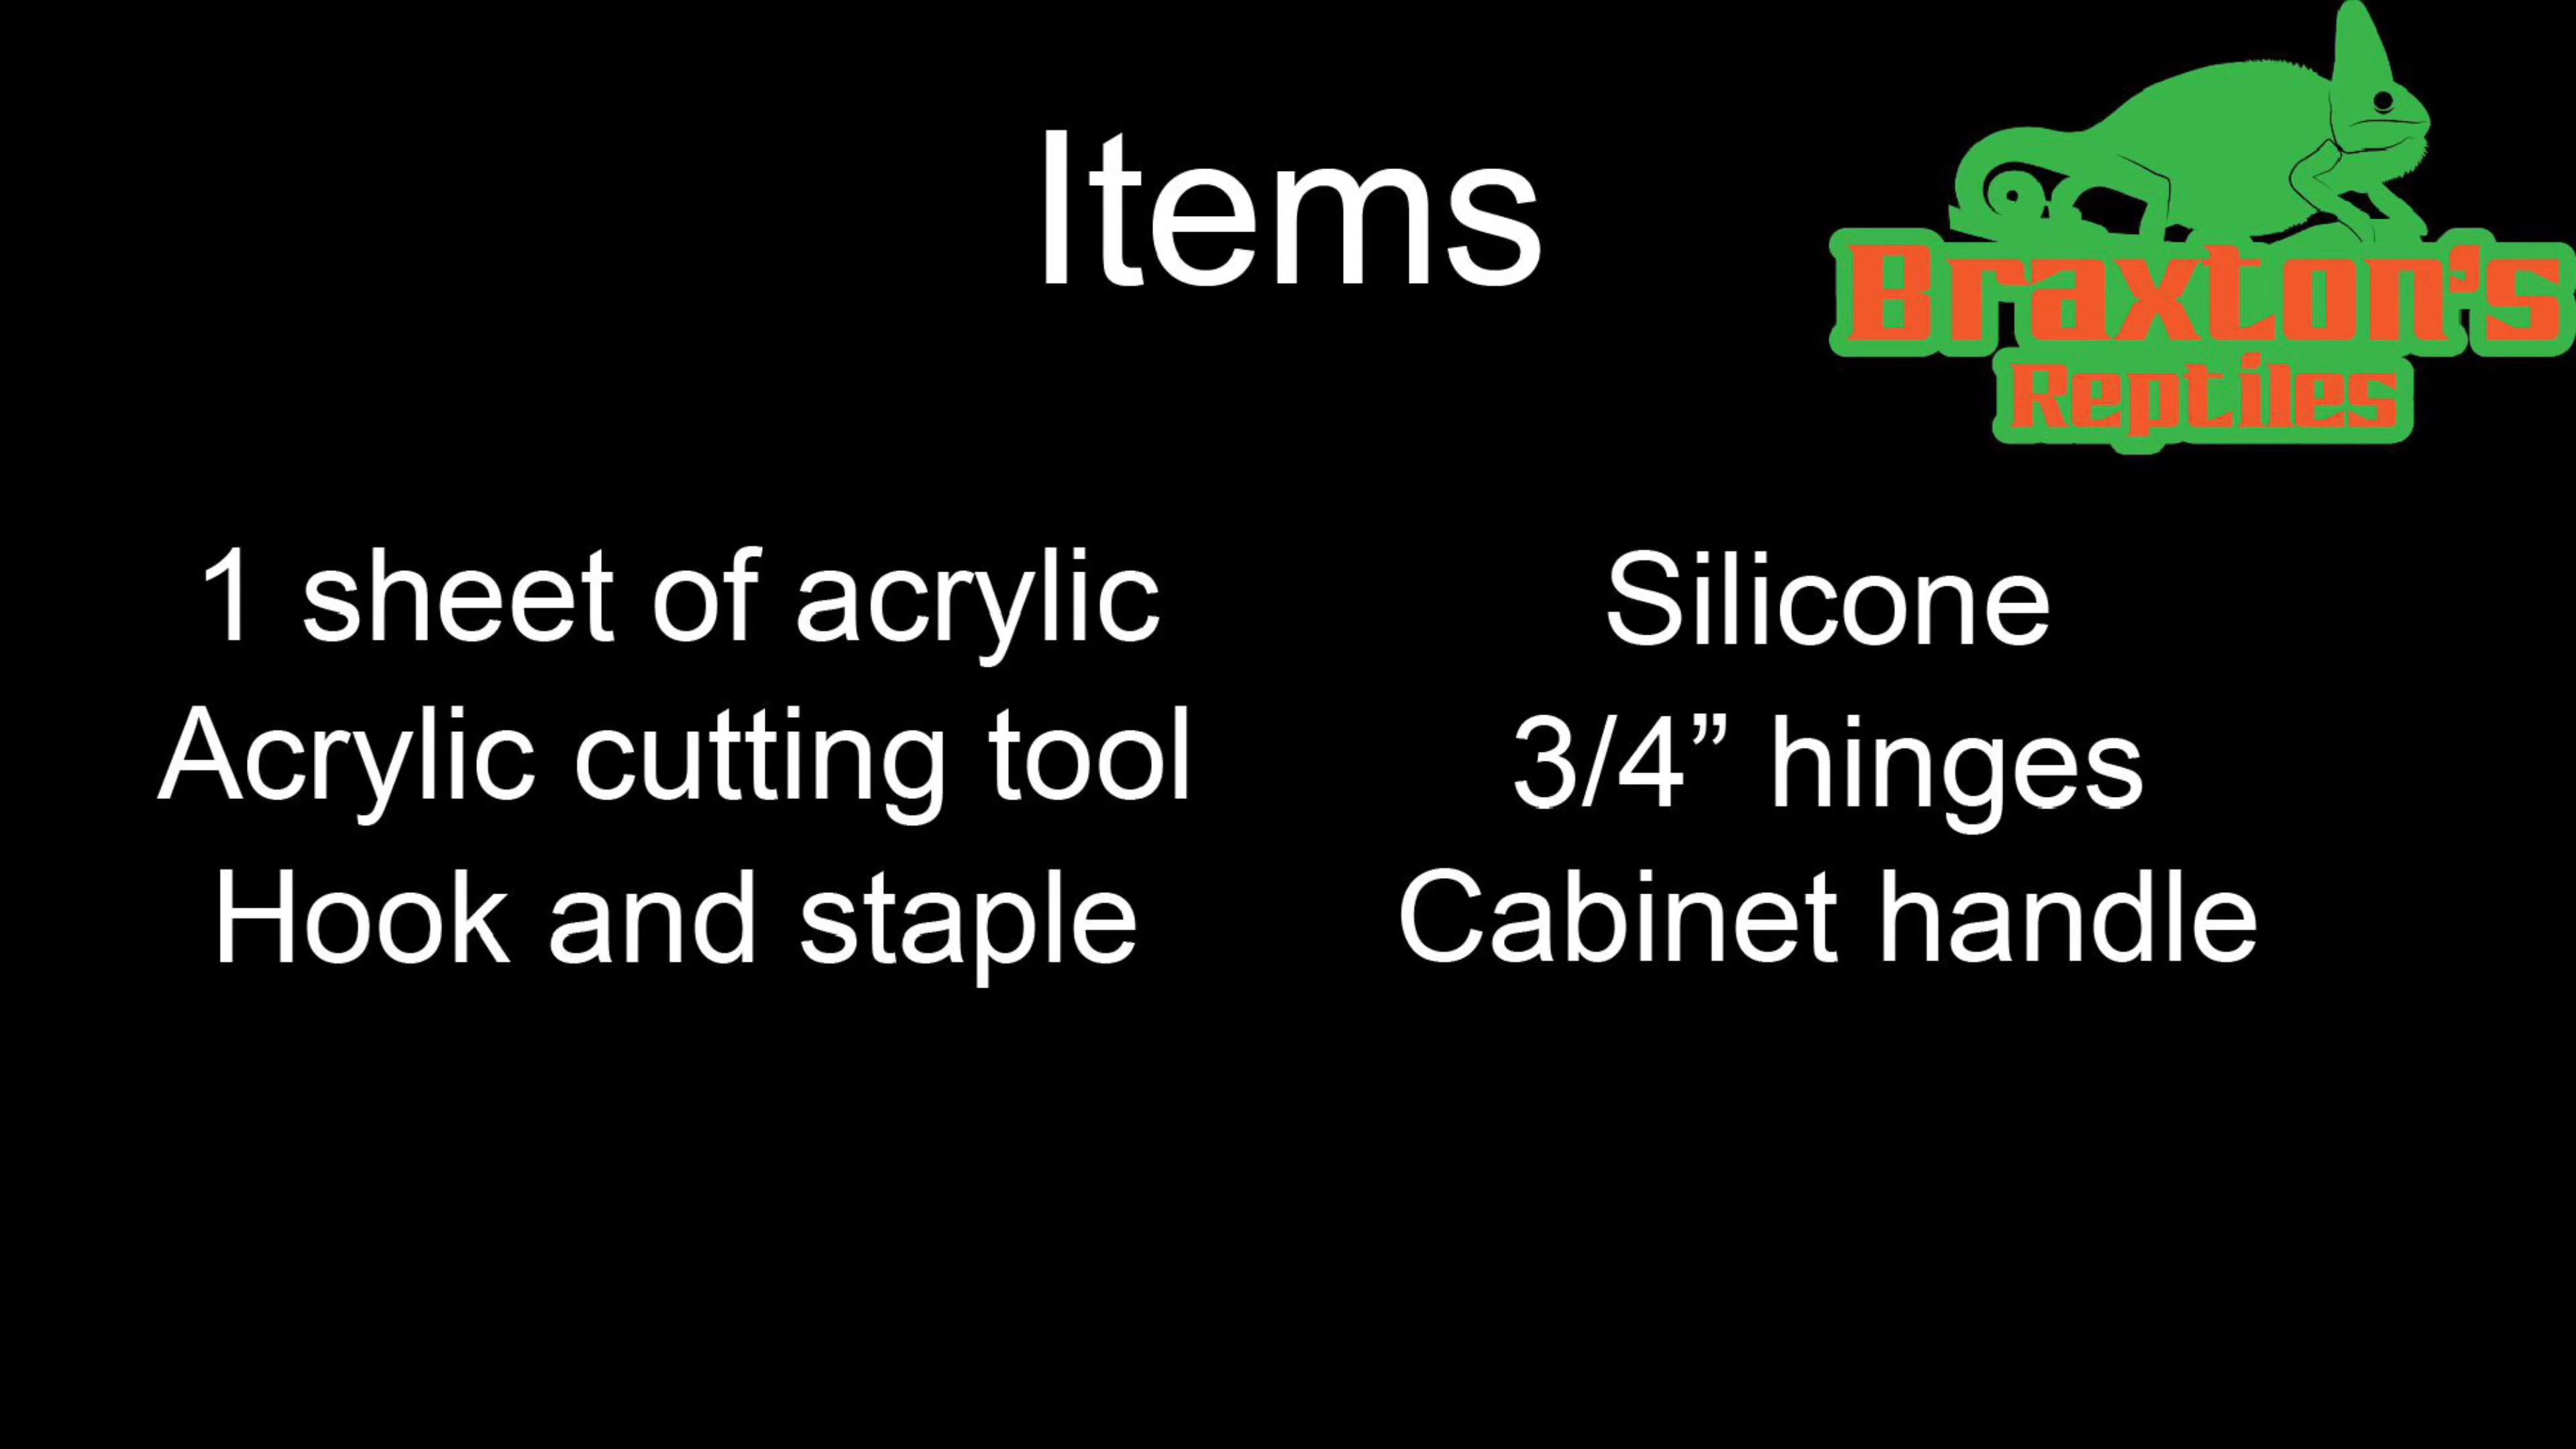 Items
Braxton's
Reptiles
1 sheet of acrylic
Acrylic cutting tool
Hook and staple
Silicone
3/4” hinges
Cabinet handle